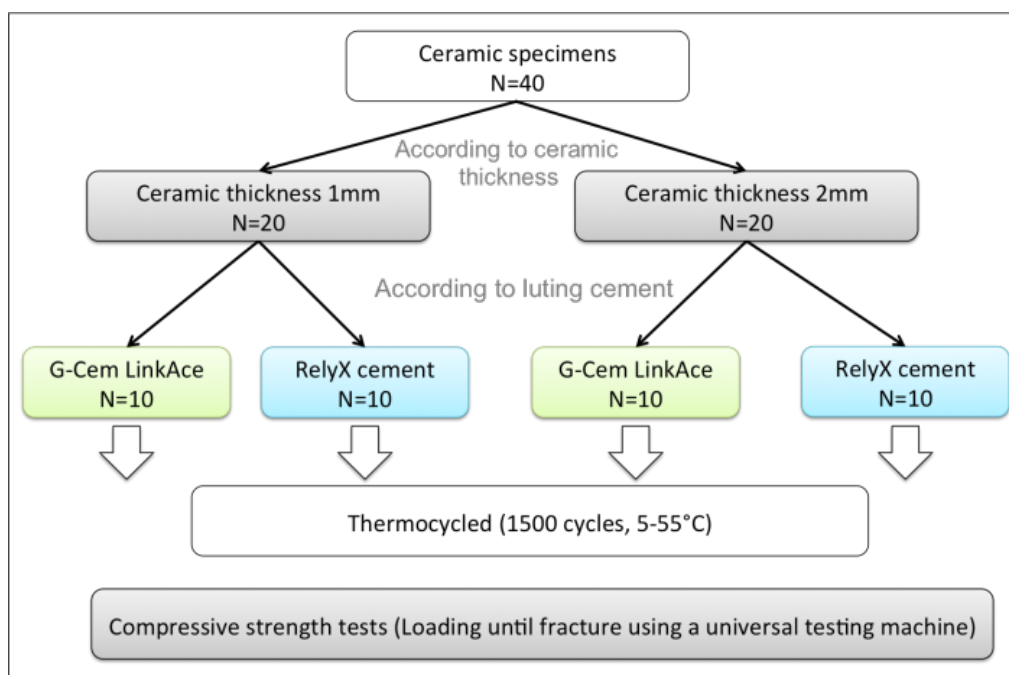 Ceramic specimens
N=40
According to ceramic
thickness
Ceramic thickness 1mm
N=20
Ceramic thickness 2mm
N=20
According to luting cement
G-Cem LinkAce
N=10
RelyX cement
N=10
G-Cem LinkAce
N=10
RelyX cement
N=10
Thermocycled (1500 cycles, 5-55°C)
Compressive strength tests (Loading until fracture using a universal testing machine)